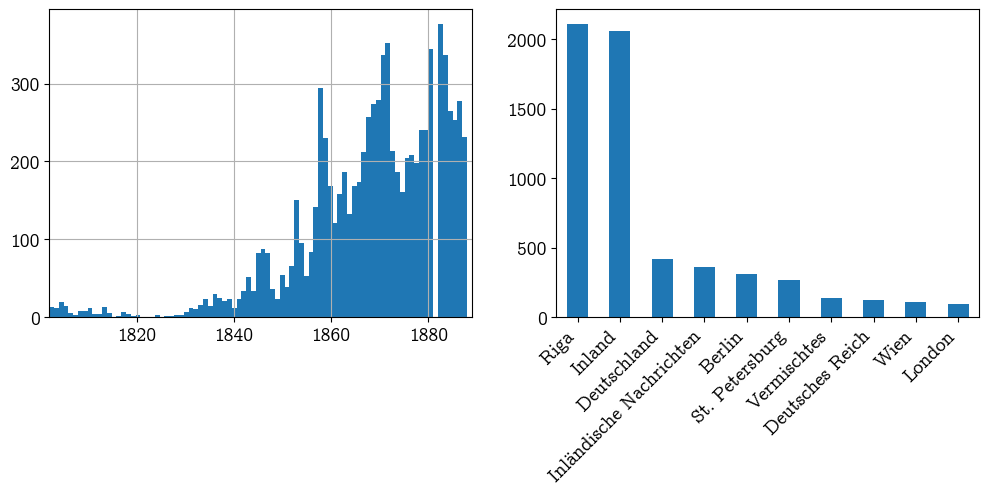 300
200
100
0
1820 1840 1860 1880
2000
1500
1000
500
0
Riga
Inland
Deutschland
Inländische Nachrichten
Berlin
St. Petersburg
Vermischtes
Deutsches Reich
Wien
London